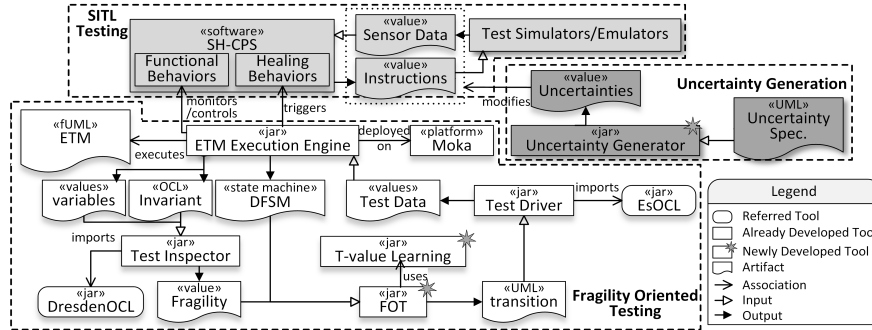 SITL
Testing
«software»
SH-CPS
Functional
Behaviors
Healing
Behaviors
«value»
Sensor Data
«value»
Instructions
Test Simulators/Emulators
Uncertainty Generation
«value»
Uncertainties
modifies
«UML»
Uncertainty
Spec.
«jar»
Uncertainty Generator
monitors
/controls
triggers
«fUML»
ETM
executes
«jar»
ETM Execution Engine
deployed
on
«platform»
Moka
«values»
variables
«OCL»
Invariant
«state machine»
DFSM
«values»
Test Data
«jar»
Test Driver
imports
«jar»
EsOCL
imports
«jar»
Test Inspector
«jar»
T-value Learning
uses
«jar»
DresdenOCL
«value»
Fragility
«jar»
FOT
«UML»
transition
Fragility Oriented
Testing
Legend
Referred Tool
Already Developed Tool
Newly Developed Tool
Artifact
Association
Input
Output